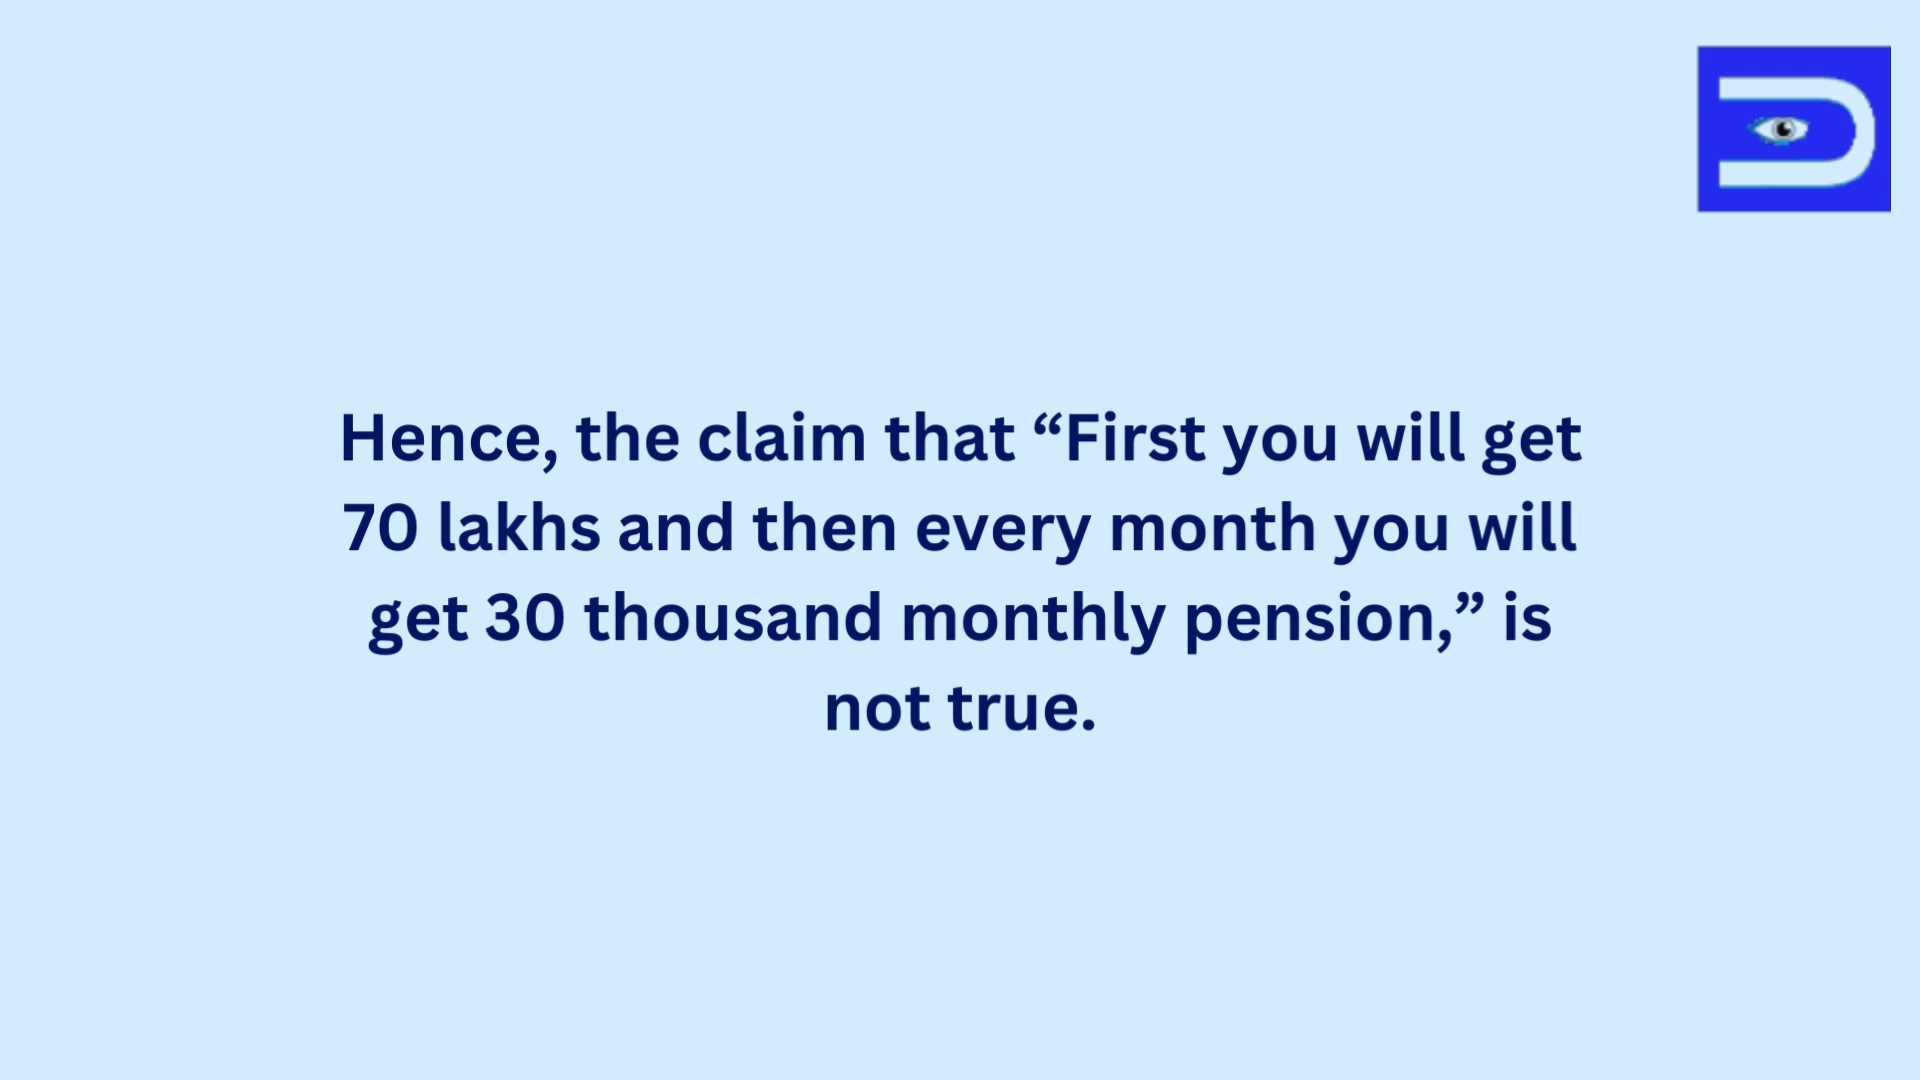 Hence, the claim that “First you will get
70 lakhs and then every month you will
get 30 thousand monthly pension,” is
not true.